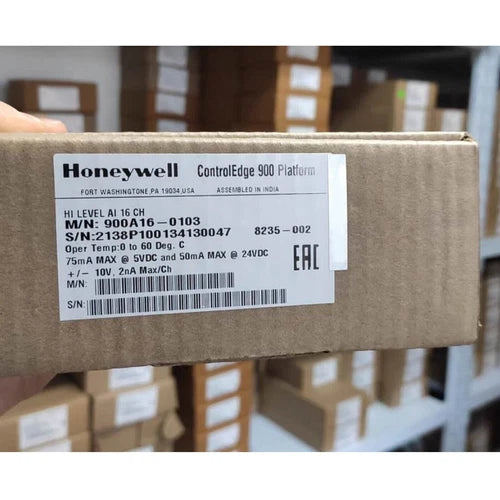 Honeywell ControlEdge 900 Platform
FORT WASHINGTONE,PA 19034,USA ASSEMBLED IN INDIA
HI LEVEL AI 16 CH
M/N: 900A16-0103
S/N:2138P100134130047 8235-002
Oper Temp:0 to 60 Deg. C
75mA MAX @ 5VDC and 50mA MAX @ 24VDC
+/- 10V, 2nA Max/Ch
M/N:
S/N:
EAC